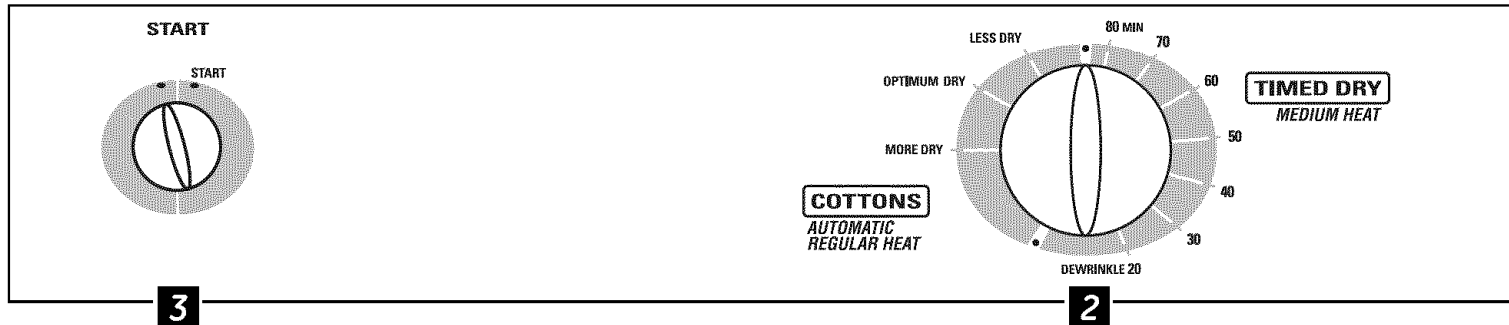 START
START
LESS DRY
OPTIMUM DRY
MORE DRY
COTTONS
AUTOMATIC
REGULAR HEAT
80 MIN
70
60
50
40
30
DEWRINKLE 20
TIMED DRY
MEDIUM HEAT
3
2